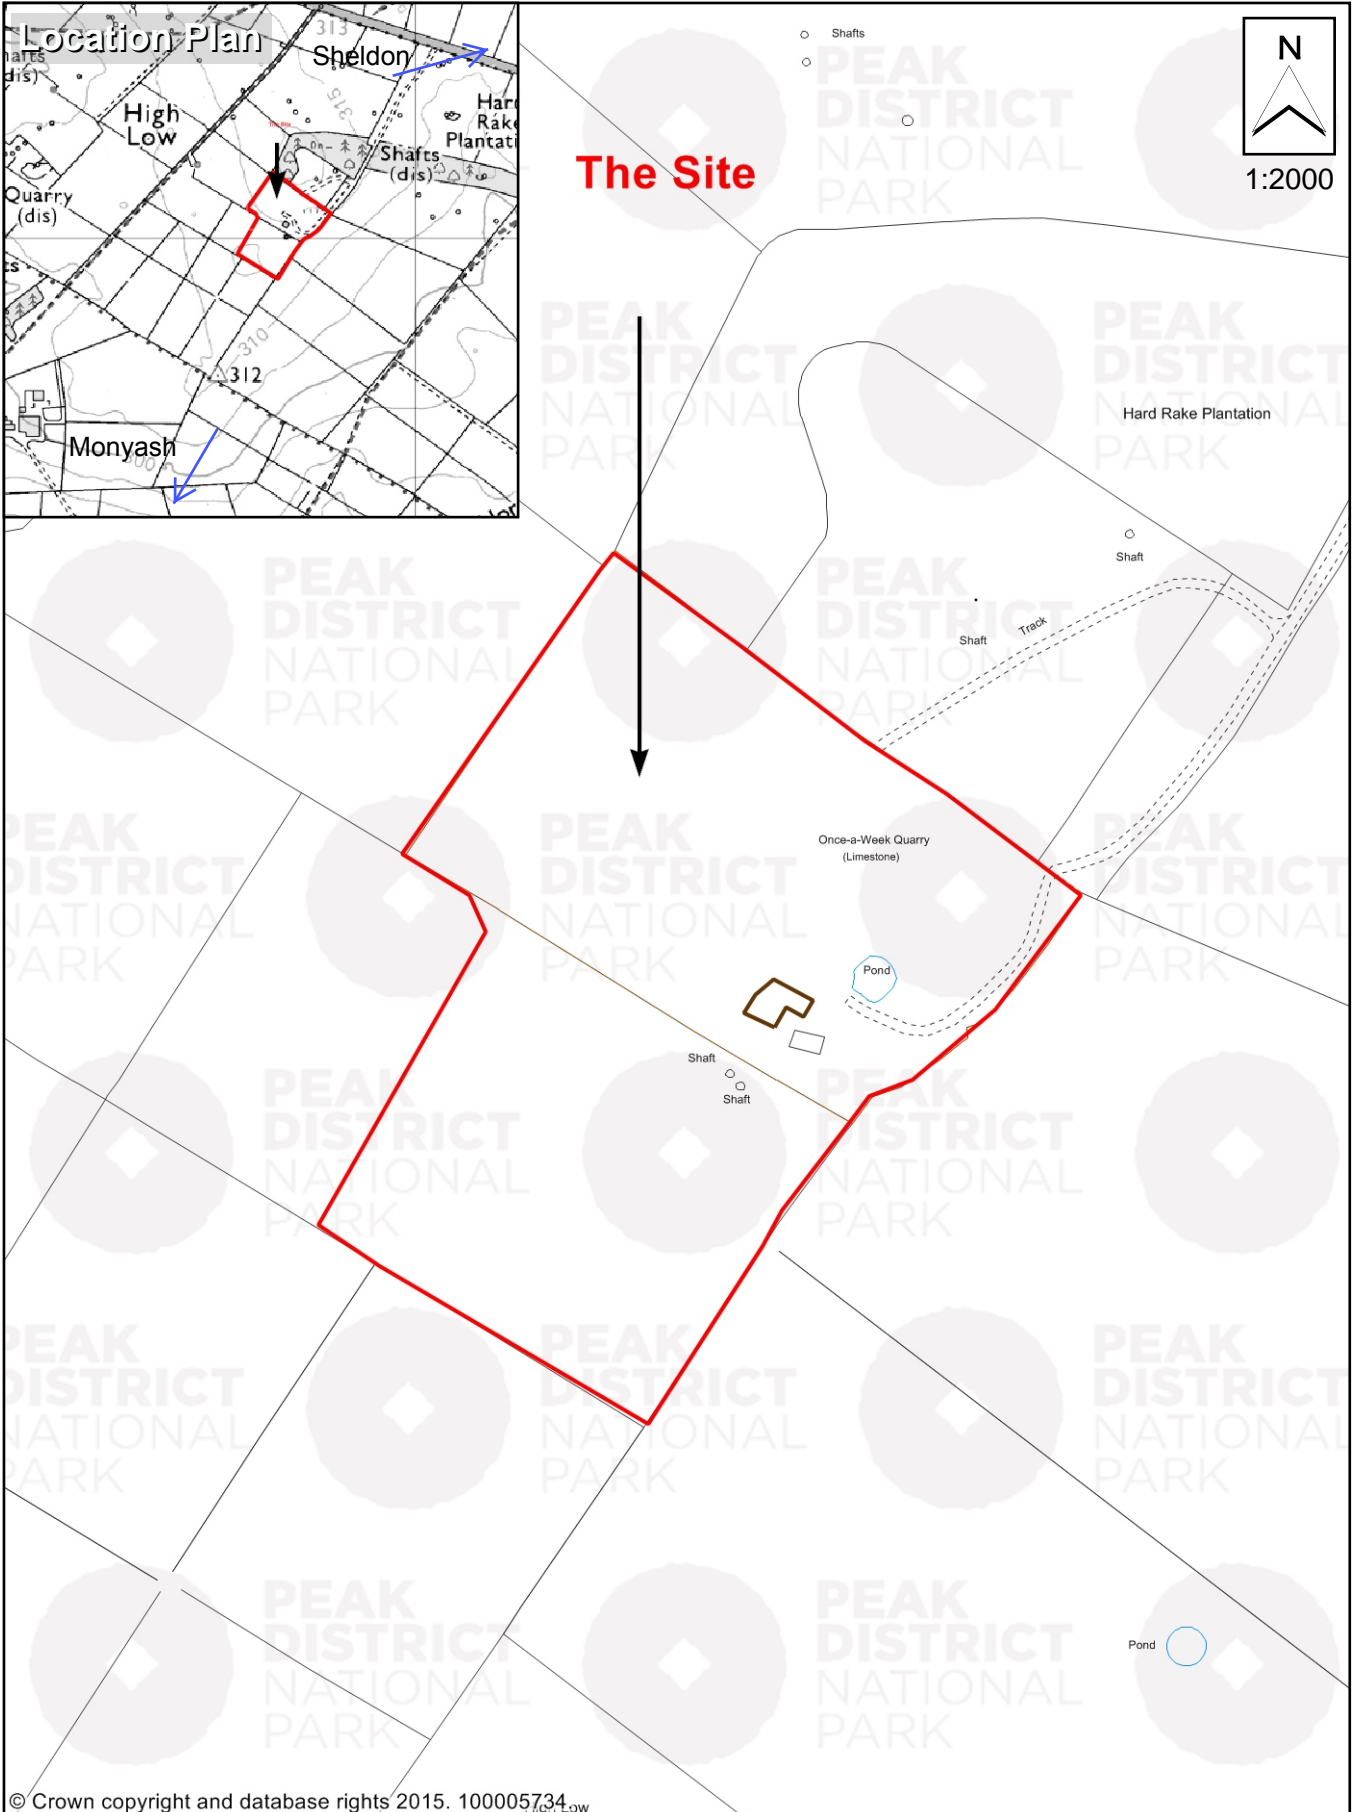 Location Plan
313
Sheldon
315
High
Low
Shafts
(dis)
Quarry
(dis)
310
312
Monyash
300
The Site
Shafts
N
1:2000
Hard Rake Plantation
Shaft
Shaft
Track
Once-a-Week Quarry
(Limestone)
Pond
Shaft
Shaft
Pond
© Crown copyright and database rights 2015. 100005734
PEAK
DISTRICT
NATIONAL
PARK